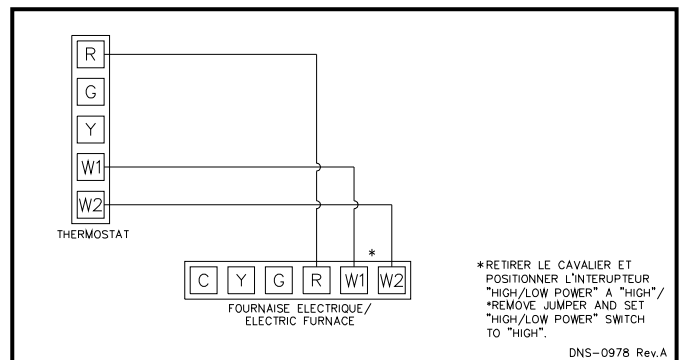 R
G
Y
W1
W2
THERMOSTAT
*
C Y G R W1 W2
FOURNAISE ELECTRIQUE/
ELECTRIC FURNACE
*RETIRER LE CAVALIER ET
POSITIONNER L'INTERUPTEUR
"HIGH/LOW POWER" A "HIGH"/
*REMOVE JUMPER AND SET
"HIGH/LOW POWER" SWITCH
TO "HIGH".
DNS-0978 Rev.A